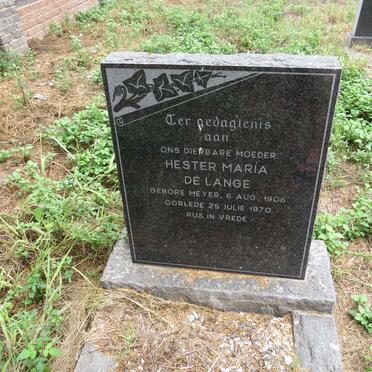 Ter gedagtenis
aan
ONS DIERBARE MOEDER
HESTER MARIA
DE LANGE
GEBORE MEYER, 6 AUG. 1906
OORLEDE 25 JULIE 1970
RUS IN VREDE